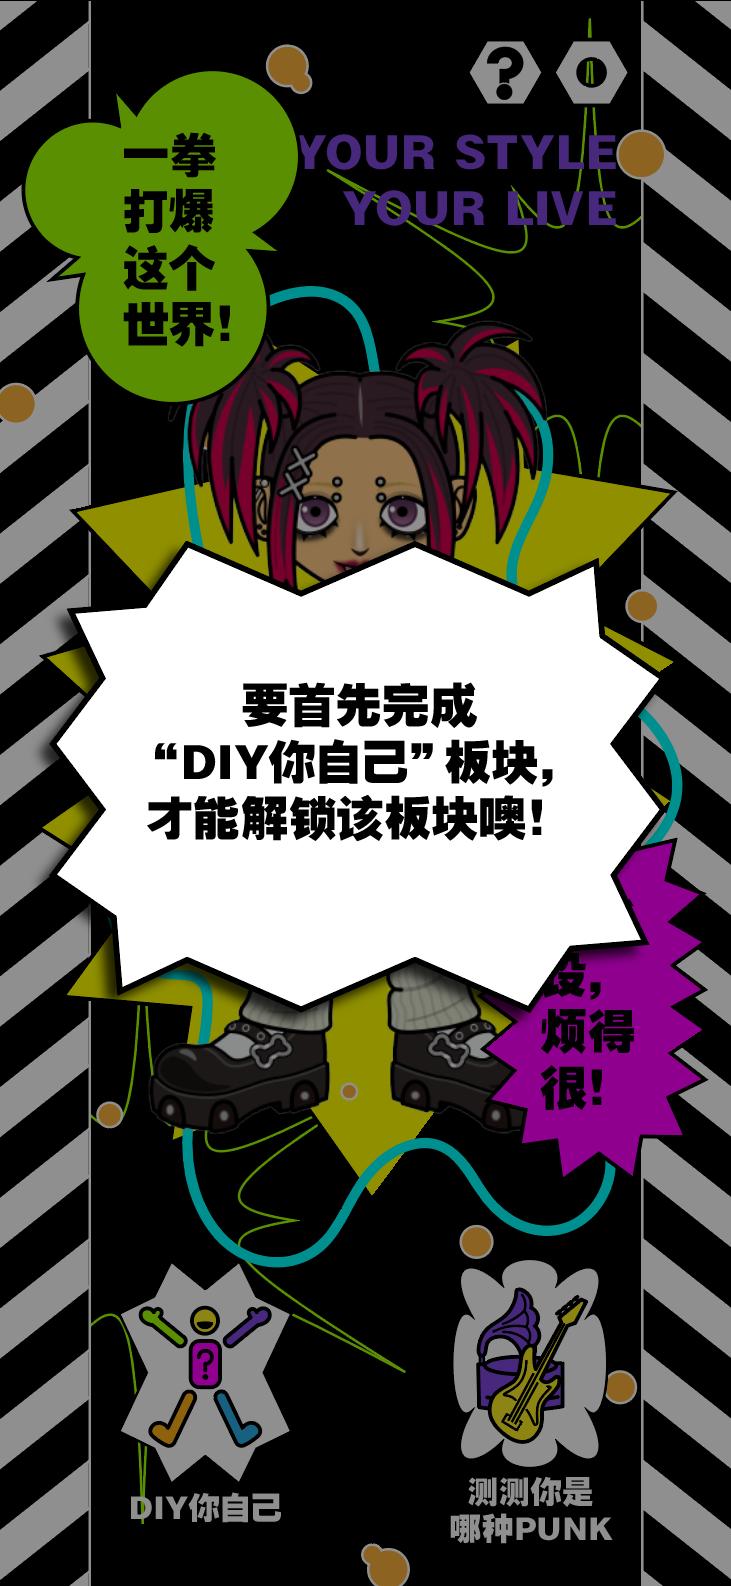 ?
YOUR STYLE
YOUR LIVE
一拳
打爆
这个
世界!
要首先完成
“DIY你自己”板块,
才能解锁该板块噢!
烦得
很!
?
DIY你自己
测测你是
哪种PUNK